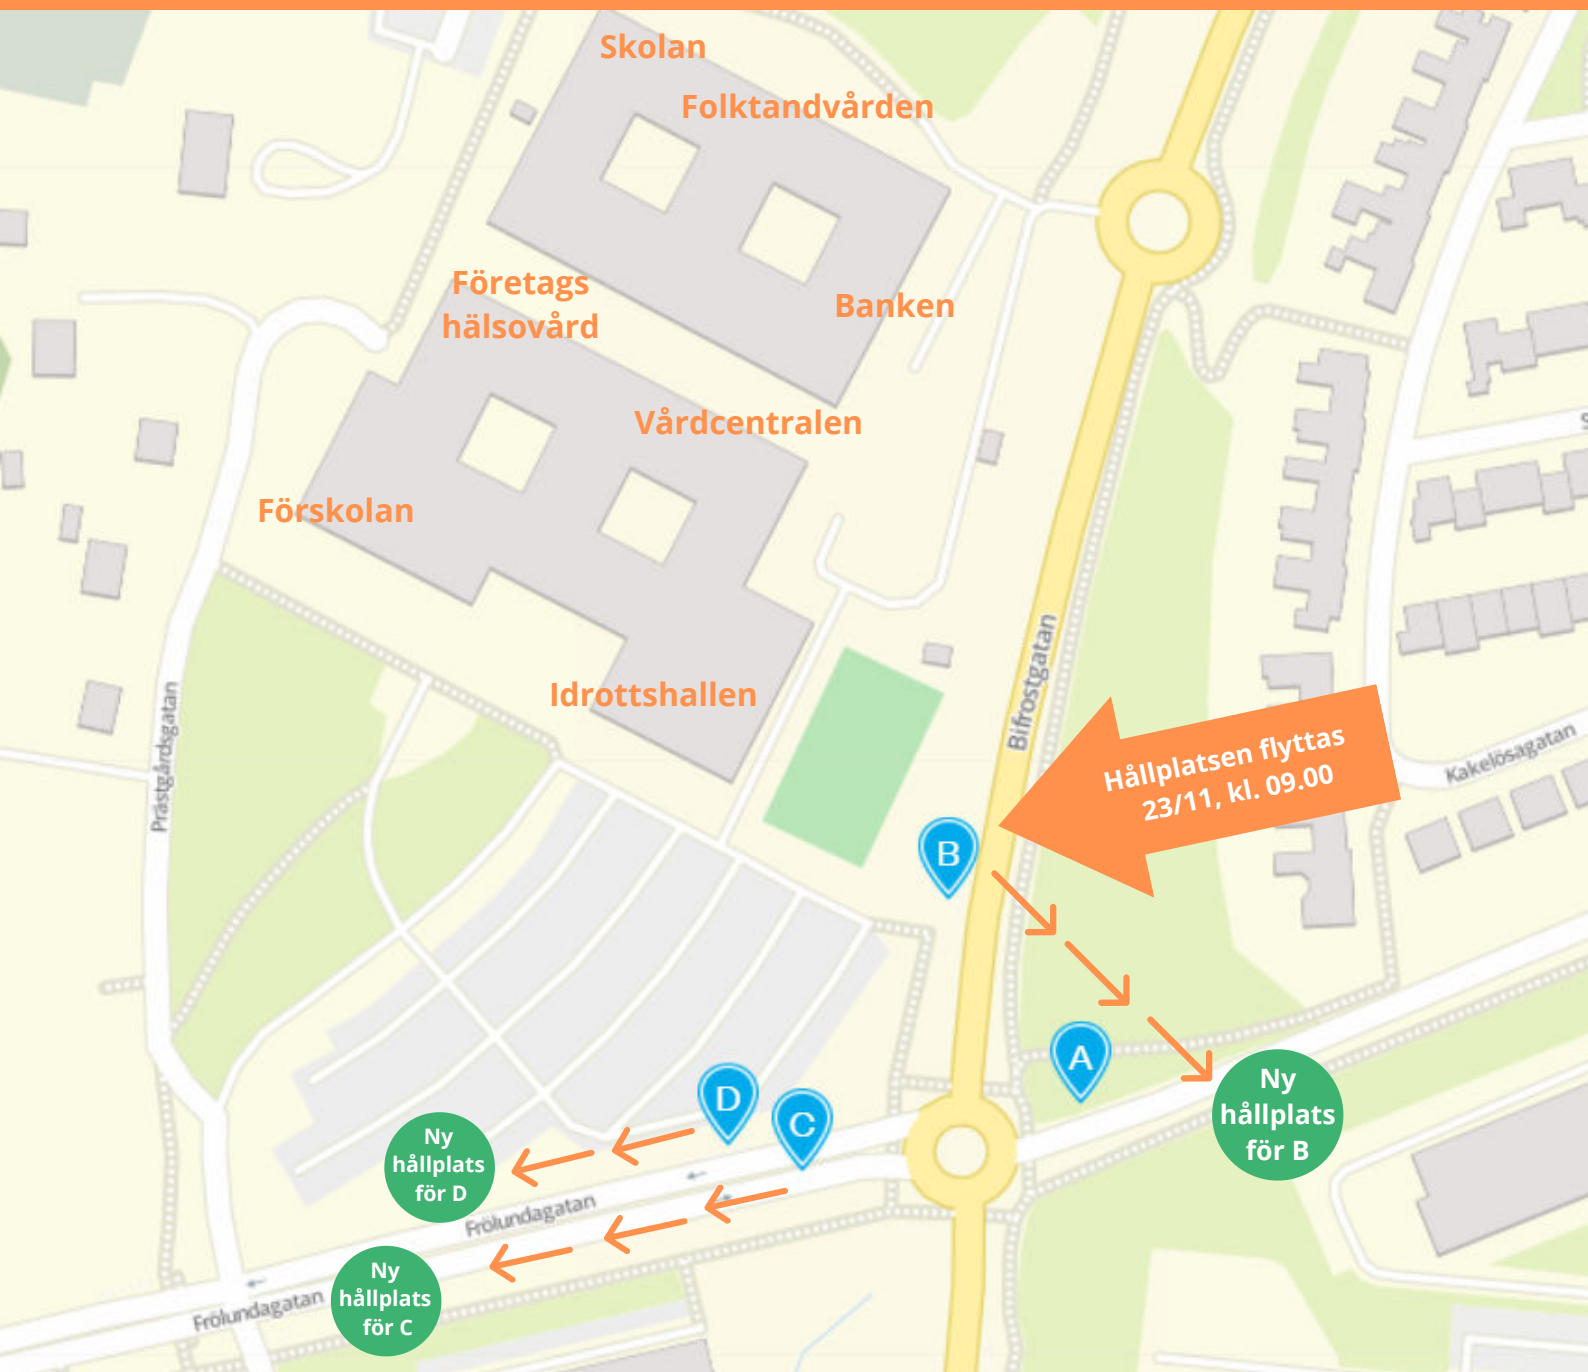 Skolan
Folktandvården
Företags
hälsovård
Banken
Vårdcentralen
Förskolan
Idrottshallen
Bifrostgatan
Prästgårdsgatan
Hållplatsen flyttas
23/11, kl. 09.00
Kakelösagatan
B
A
D
C
Ny
hållplats
för B
Ny
hållplats
för D
Frölundagatan
Ny
hållplats
för C
Frölundagatan